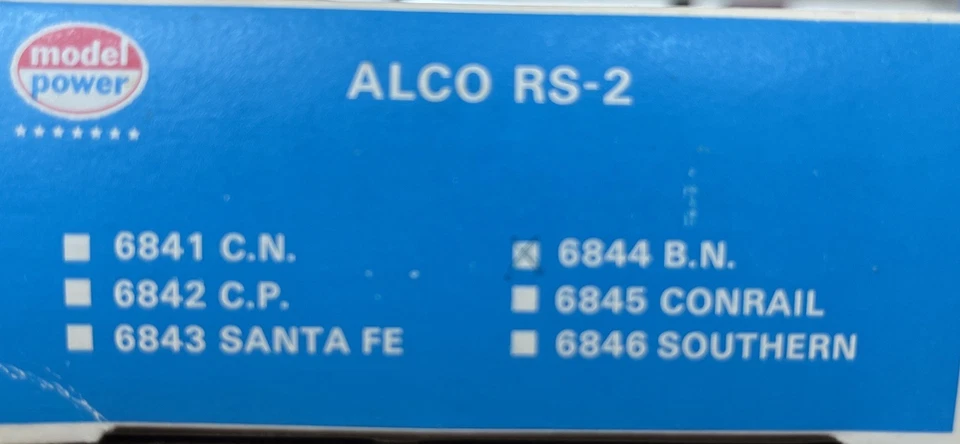 model
power
ALCO RS-2
6841 C.N.
6842 C.P.
6843 SANTA FE
6844 B.N.
6845 CONRAIL
6846 SOUTHERN